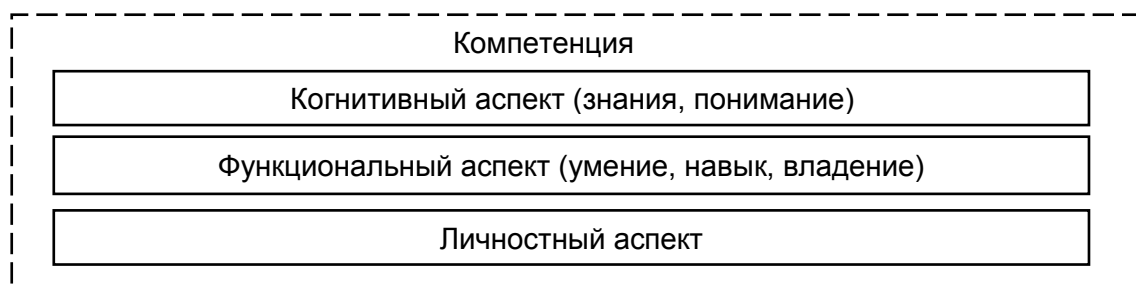 Компетенция
Когнитивный аспект (знания, понимание)
Функциональный аспект (умение, навык, владение)
Личностный аспект